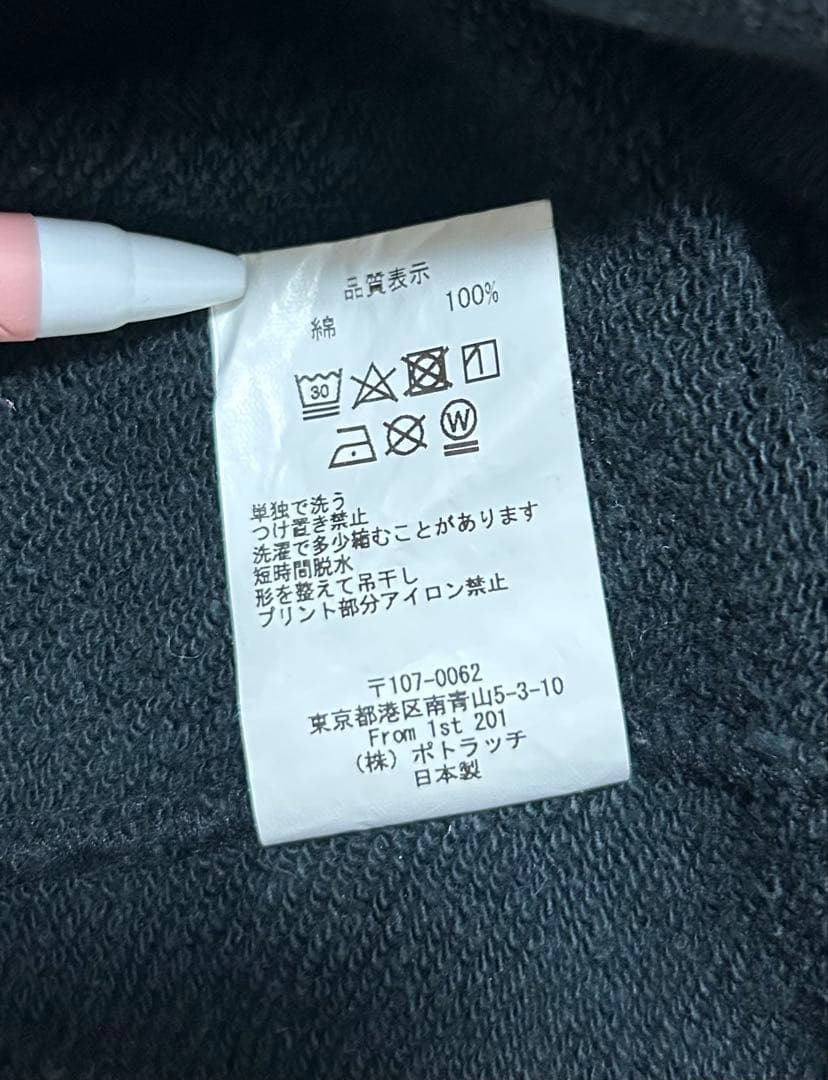 品質表示
綿 100%
30
W
単独で洗う
つけ置き禁止
洗濯で多少縮むことがあります
短時間脱水
形を整えて吊干し
プリント部分アイロン禁止
〒107-0062
東京都港区南青山5-3-10
From 1st 201
(株) ポトラッチ
日本製